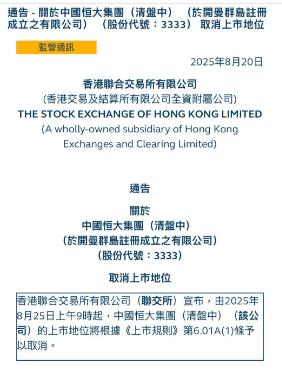 通告 - 關於中國恒大集團（清盤中）（於開曼群島註冊
成立之有限公司）（股份代號：3333）取消上市地位
監管通訊
2025年8月20日
香港聯合交易所有限公司
(香港交易及結算所有限公司全資附屬公司)
THE STOCK EXCHANGE OF HONG KONG LIMITED
(A wholly-owned subsidiary of Hong Kong
Exchanges and Clearing Limited)
通告
關於
中國恒大集團（清盤中）
（於開曼群島註冊成立之有限公司）
（股份代號：3333）
取消上市地位
香港聯合交易所有限公司（聯交所）宣布，由2025年
8月25日上午9時起，中國恒大集團（清盤中）（該公
司）的上市地位將根據《上市規則》第6.01A(1)條予
以取消。